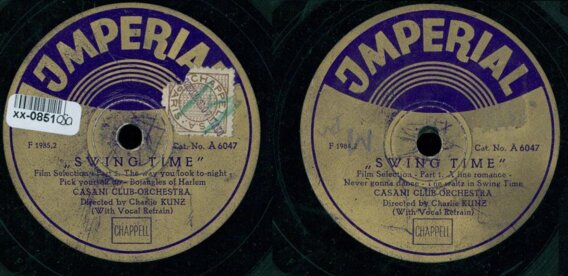 IMPERIAL
CHAPPELL
xx-0851
F 1985,2
Cat. No. A 6047
„SWING TIME"
Film Selection - Part 2. The way you look to-night
Pick yourself up - Bojangles of Harlem
CASANI CLUB-ORCHESTRA
Directed by Charlie KUNZ
(With Vocal Refrain)
CHAPPELL
IMPERIAL
F 1984,2
Cat. No. A 6047
„SWING TIME"
Film Selection - Part 1. A fine romance -
Never gonna dance - The waltz in Swing Time
CASANI CLUB-ORCHESTRA
Directed by Charlie KUNZ
(With Vocal Refrain)
CHAPPELL